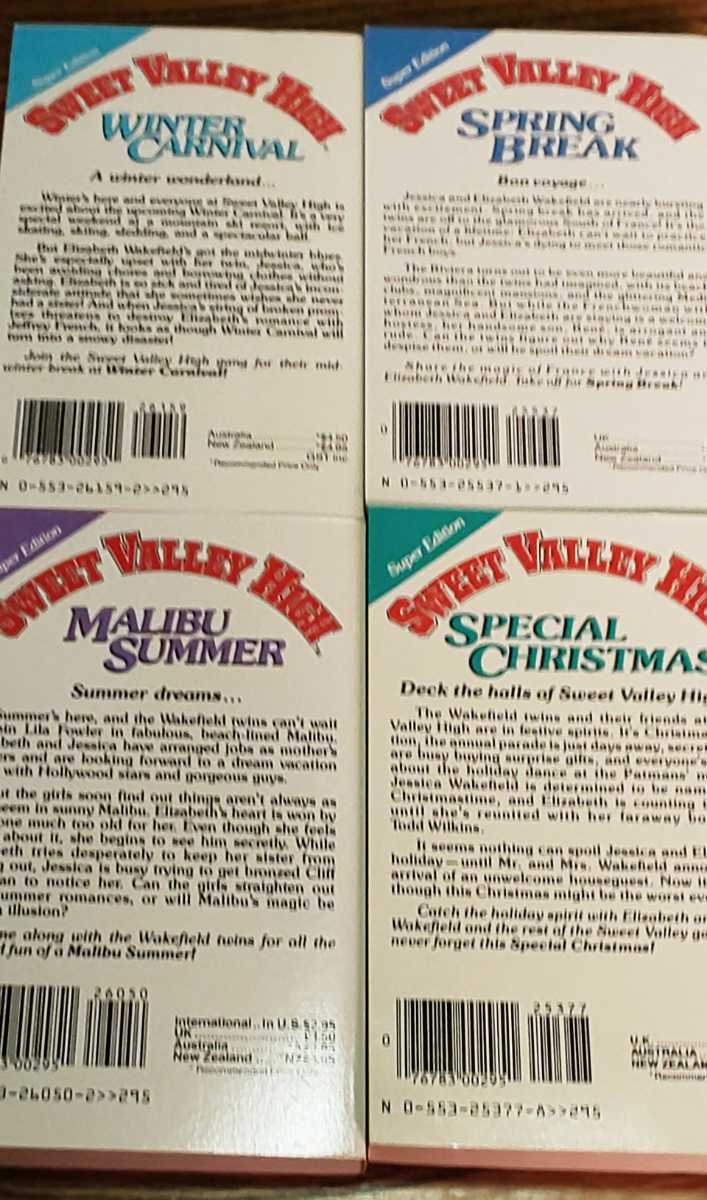 Super Edition
SWEET VALLEY HIGH
WINTER
CARNIVAL
A winter wonderland...
Winter's here and everyone at Sweet Valley High is
excited about the upcoming Winter Carnival. It's a very
special weekend at a mountain ski resort, with ice
skating, skiing, sledding, and a spectacular ball.
But Elizabeth Wakefield's got the midwinter blues.
She's especially upset with her twin, Jessica, who's
been avoiding chores and borrowing clothes without
asking. Elizabeth is so sick and tired of Jessica's incon-
siderate attitude that she sometimes wishes she never
had a sister! And when Jessica's string of broken prom-
ises threatens to destroy Elizabeth's romance with
Jeffrey French, it looks as though Winter Carnival will
turn into a snowy disaster!
Join the Sweet Valley High gang for their mid-
winter break at Winter Carnival!
26159
Australia
New Zealand
*Recommended Price Only
76783 00295
N 0-553-26159-2>>295
Super Edition
SWEET VALLEY HIGH
SPRING
BREAK
Bon voyage...
Jessica and Elizabeth Wakefield are nearly bursting
with excitement. Spring break has arrived, and the
twins are off to the glamorous South of France! It's the
vacation of a lifetime. Elizabeth can't wait to practice
her French, but Jessica's dying to meet those romantic
French boys.
The Riviera turns out to be even more beautiful and
wondrous than the twins had imagined, with its beach
clubs, magnificent mansions, and the glittering Medi-
terranean Sea. But while the Frenchwoman with
whom Jessica and Elizabeth are staying is a welcome
hostess, her handsome son, René, is arrogant and
rude. Can the twins figure out why René seems to
despise them, or will he spoil their dream vacation?
Share the magic of France with Jessica and
Elizabeth Wakefield. Take off for Spring Break!
25537
0
76783 00295
UK
Australia
New Zealand
N 0-553-25537-1>>295
per Edition
SWEET VALLEY HIGH
MALIBU
SUMMER
Summer dreams...
Summer's here, and the Wakefield twins can't wait
in Lila Fowler in fabulous, beach-lined Malibu.
beth and Jessica have arranged jobs as mother's
ers and are looking forward to a dream vacation
with Hollywood stars and gorgeous guys.
ut the girls soon find out things aren't always as
eem in sunny Malibu. Elizabeth's heart is won by
one much too old for her. Even though she feels
about it, she begins to see him secretly. While
eth tries desperately to keep her sister from
g out, Jessica is busy trying to get bronzed Cliff
an to notice her. Can the girls straighten out
ummer romances, or will Malibu's magic be
illusion?
me along with the Wakefield twins for all the
d fun of a Malibu Summer!
26050
International...In U.S. $2.95
UK
Australia
New Zealand
3 00295
3-26050-2>>295
Super Edition
SWEET VALLEY HI
SPECIAL
CHRISTMAS
Deck the halls of Sweet Valley Hig
The Wakefield twins and their friends at
Valley High are in festive spirits. It's Christma
tion, the annual parade is just days away, secret
are busy buying surprise gifts, and everyone's
about the holiday dance at the Patmans' m
Jessica Wakefield is determined to be nam
Christmastime, and Elizabeth is counting t
until she's reunited with her faraway bo
Todd Wilkins.
It seems nothing can spoil Jessica and El
holiday—until Mr. and Mrs. Wakefield anno
arrival of an unwelcome houseguest. Now it
though this Christmas might be the worst eve
Catch the holiday spirit with Elizabeth an
Wakefield and the rest of the Sweet Valley ga
never forget this Special Christmas!
25377
0
76783 00295
U.K.
AUSTRALIA
NEW ZEALAN
*Recommen
N 0-553-25377-A>>295